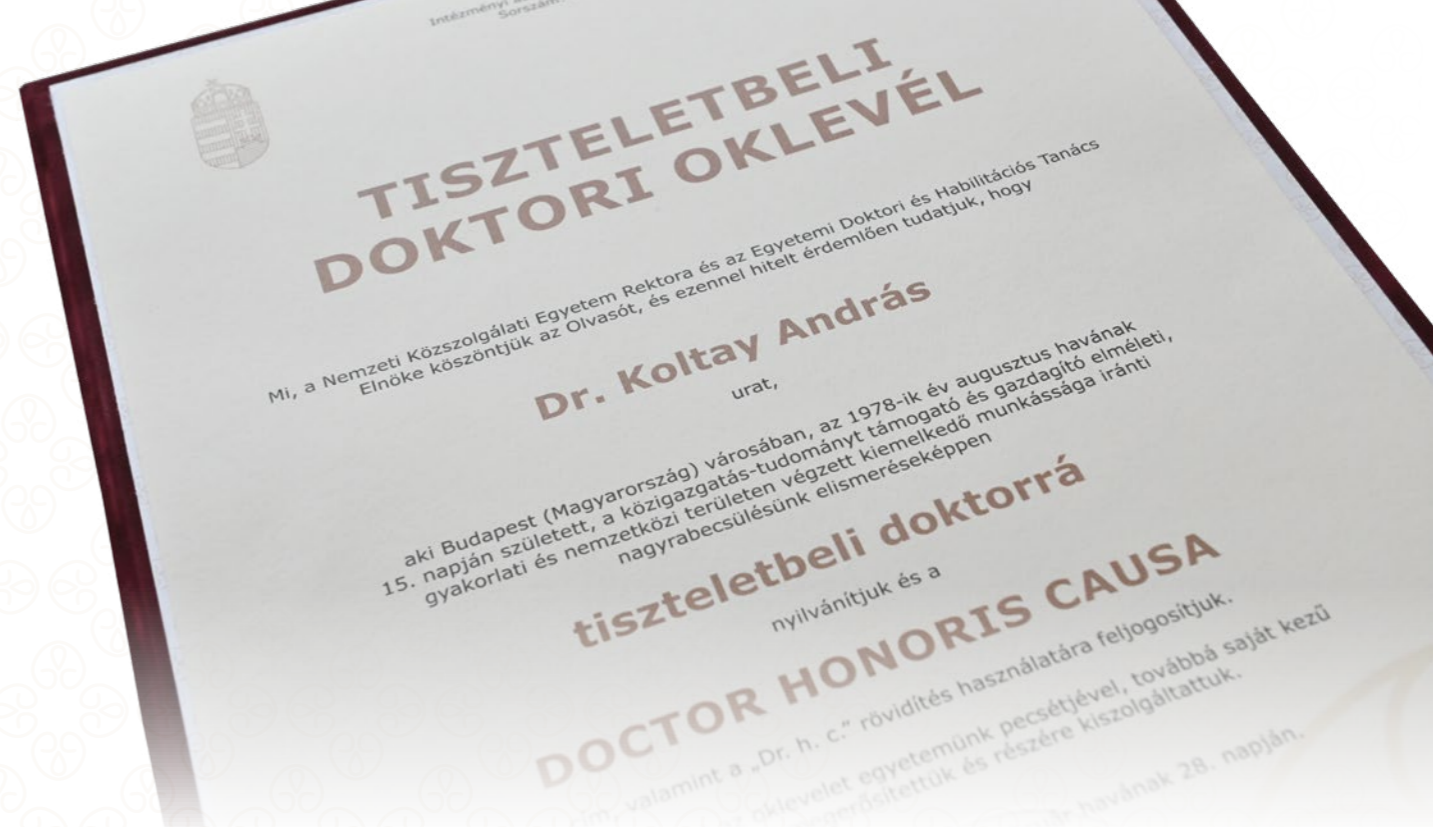 Intézményi
Sorszám:
TISZTELETBELI
DOKTORI OKLEVÉL
Mi, a Nemzeti Közszolgálati Egyetem Rektora és az Egyetemi Doktori és Habilitációs Tanács
Elnöke köszöntjük az Olvasót, és ezennel hitelt érdemlően tudatjuk, hogy
Dr. Koltay András
urat,
aki Budapest (Magyarország) városában, az 1978-ik év augusztus havának
15. napján született, a közigazgatás-tudományt támogató és gazdagító elméleti,
gyakorlati és nemzetközi területen végzett kiemelkedő munkássága iránti
nagyrabecsülésünk elismeréseképpen
tiszteletbeli doktorrá
nyilvánítjuk és a
DOCTOR HONORIS CAUSA
valamint a „Dr. h. c.” rövidítés használatára feljogosítjuk.
oklevelet egyetemünk pecsétjével, továbbá saját kezű
és részére kiszolgáltattuk.
havának 28. napján.